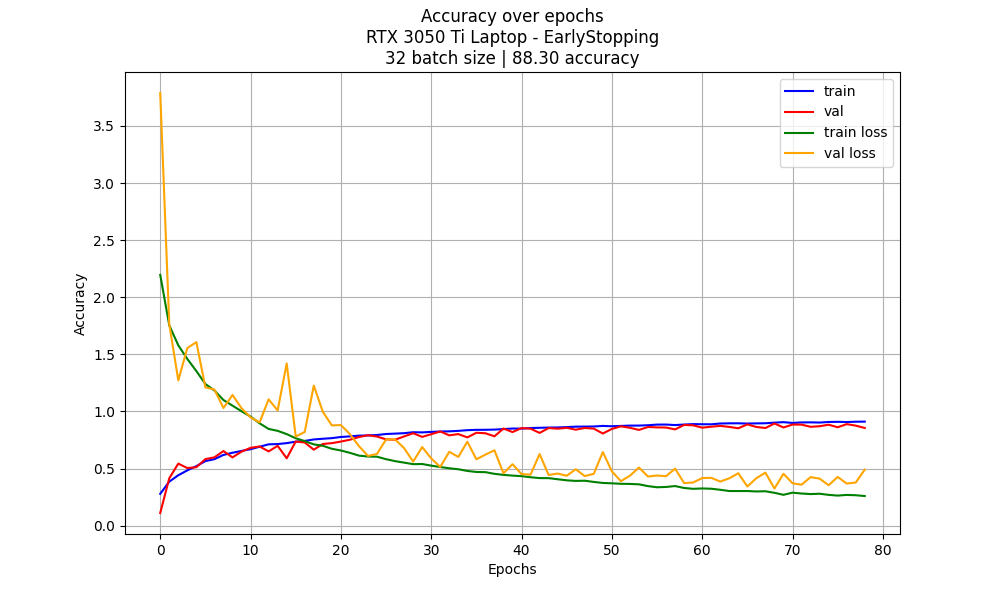 Accuracy over epochs
RTX 3050 Ti Laptop - EarlyStopping
32 batch size | 88.30 accuracy
train
val
train loss
val loss
3.5
3.0
2.5
2.0
1.5
1.0
0.5
0.0
Accuracy
0 10 20 30 40 50 60 70 80
Epochs